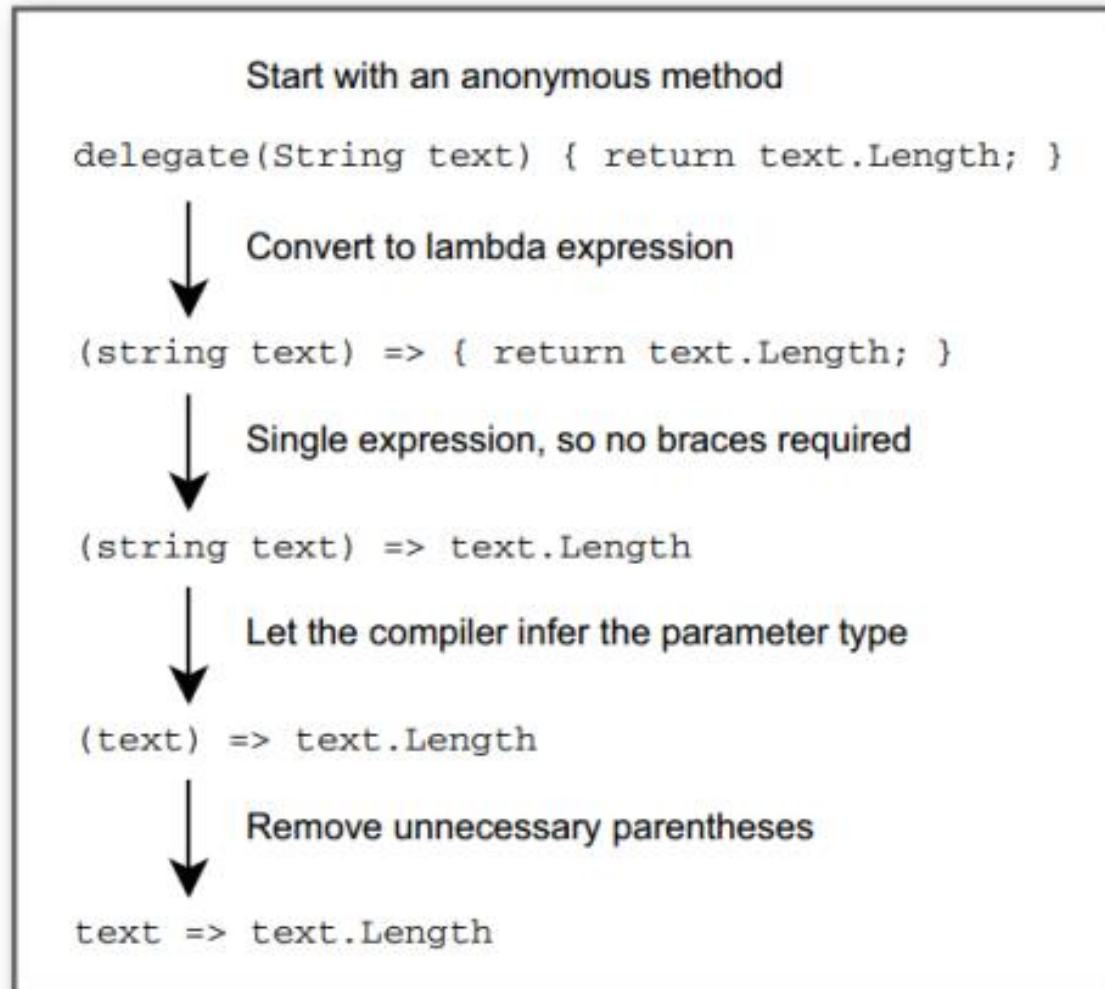 Start with an anonymous method
delegate(String text) { return text.Length; }
Convert to lambda expression
(string text) => { return text.Length; }
Single expression, so no braces required
(string text) => text.Length
Let the compiler infer the parameter type
(text) => text.Length
Remove unnecessary parentheses
text => text.Length